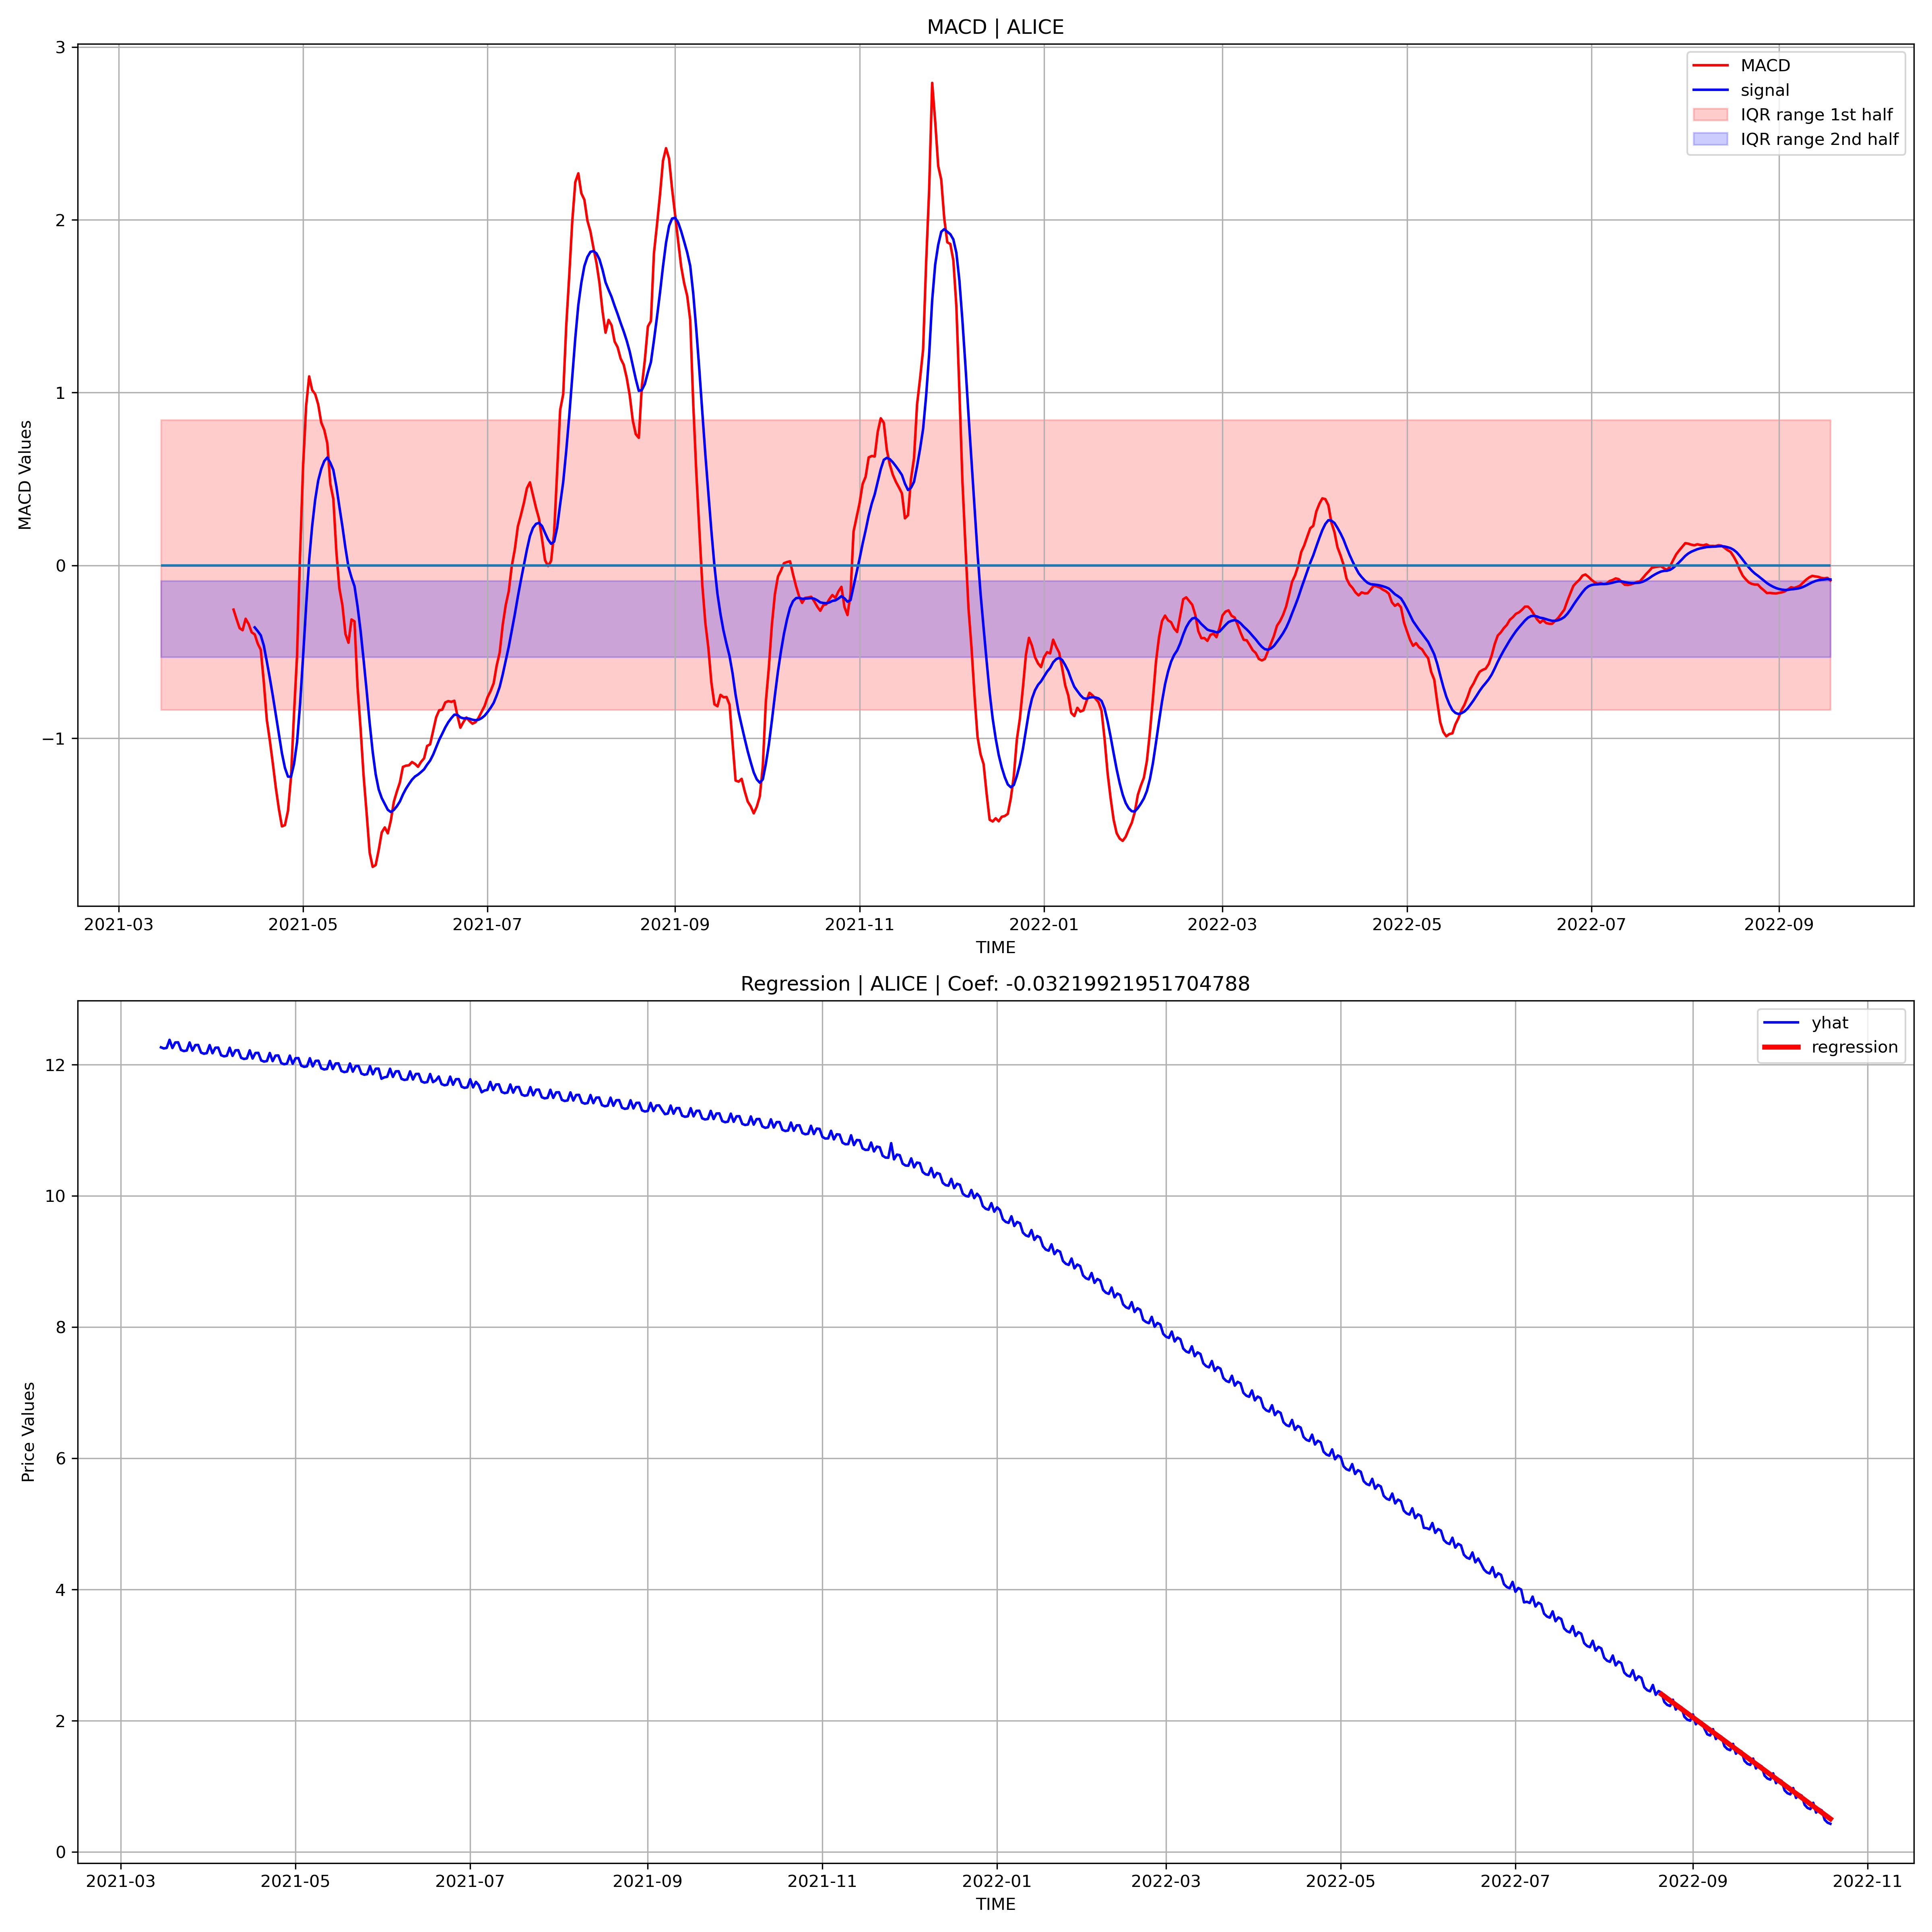 MACD | ALICE
3
2
1
0
−1
MACD Values
MACD
signal
IQR range 1st half
IQR range 2nd half
2021-03 2021-05 2021-07 2021-09 2021-11 2022-01 2022-03 2022-05 2022-07 2022-09
TIME
Regression | ALICE | Coef: -0.03219921951704788
12
10
8
6
4
2
0
Price Values
yhat
regression
2021-03 2021-05 2021-07 2021-09 2021-11 2022-01 2022-03 2022-05 2022-07 2022-09 2022-11
TIME